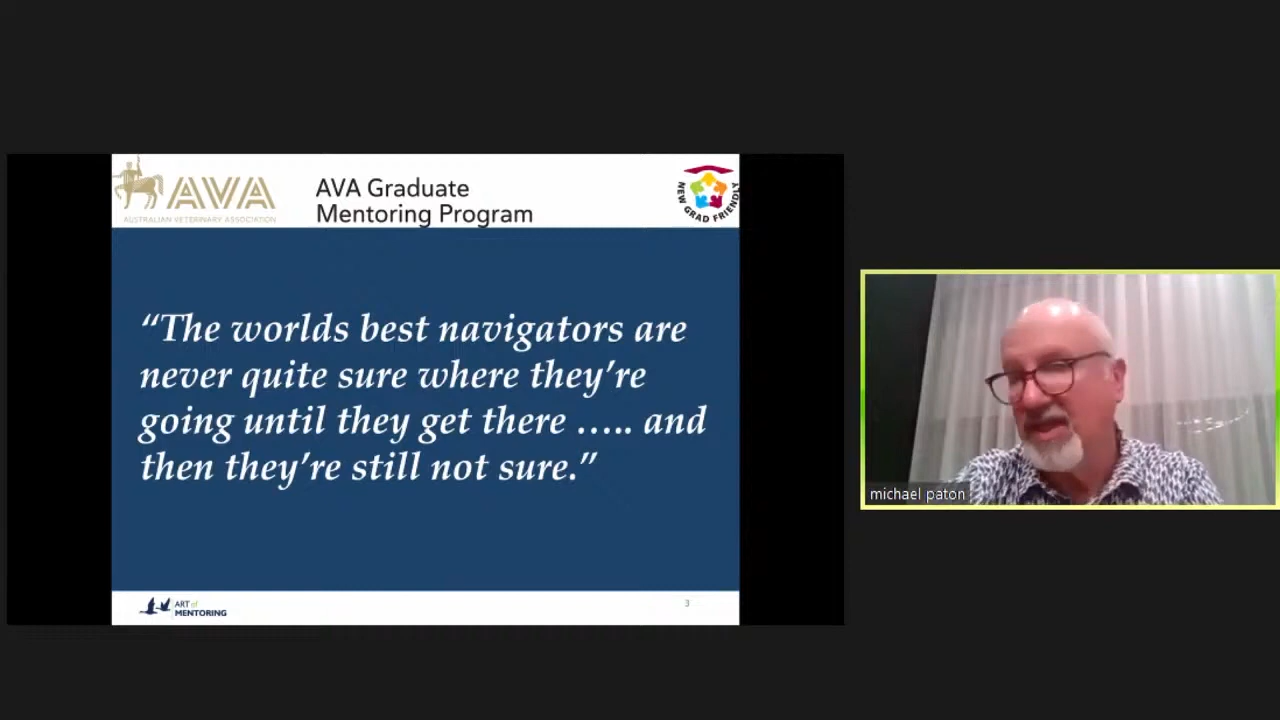 AVA
AUSTRALIAN VETERINARY ASSOCIATION
AVA Graduate
Mentoring Program
NEW GRAD FRIENDLY
“The worlds best navigators are
never quite sure where they’re
going until they get there ….. and
then they’re still not sure.”
ART of
MENTORING
3
michael paton